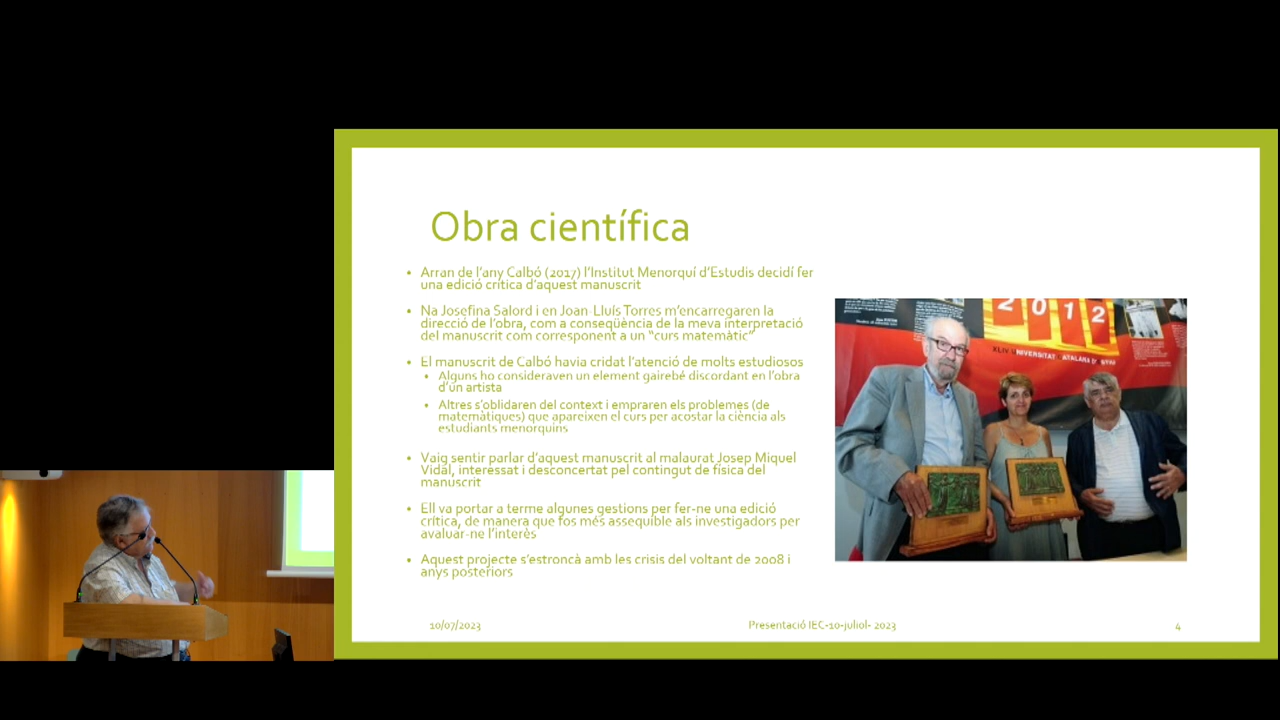 Obra científica
• Arran de l'any Calbó (2017) l'Institut Menorquí d'Estudis decidí fer
una edició crítica d'aquest manuscrit
• Na Josefina Salord i en Joan-Lluís Torres m'encarregaren la
direcció de l'obra, com a conseqüència de la meva interpretació
del manuscrit com corresponent a un "curs matemàtic"
• El manuscrit de Calbó havia cridat l'atenció de molts estudiosos
• Alguns ho consideraven un element gairebé discordant en l'obra
d'un artista
• Altres s'oblidaren del context i empraren els problemes (de
matemàtiques) que apareixen el curs per acostar la ciència als
estudiants menorquins
• Vaig sentir parlar d'aquest manuscrit al malaurat Josep Miquel
Vidal, interessat i desconcertat pel contingut de física del
manuscrit
• Ell va portar a terme algunes gestions per fer-ne una edició
crítica, de manera que fos més assequible als investigadors per
avaluar-ne l'interès
• Aquest projecte s'estroncà amb les crisis del voltant de 2008 i
anys posteriors
2012
XLIV UNIVERSITAT CATALANA D'ESTIU
10/07/2023
Presentació IEC-10-juliol- 2023
4